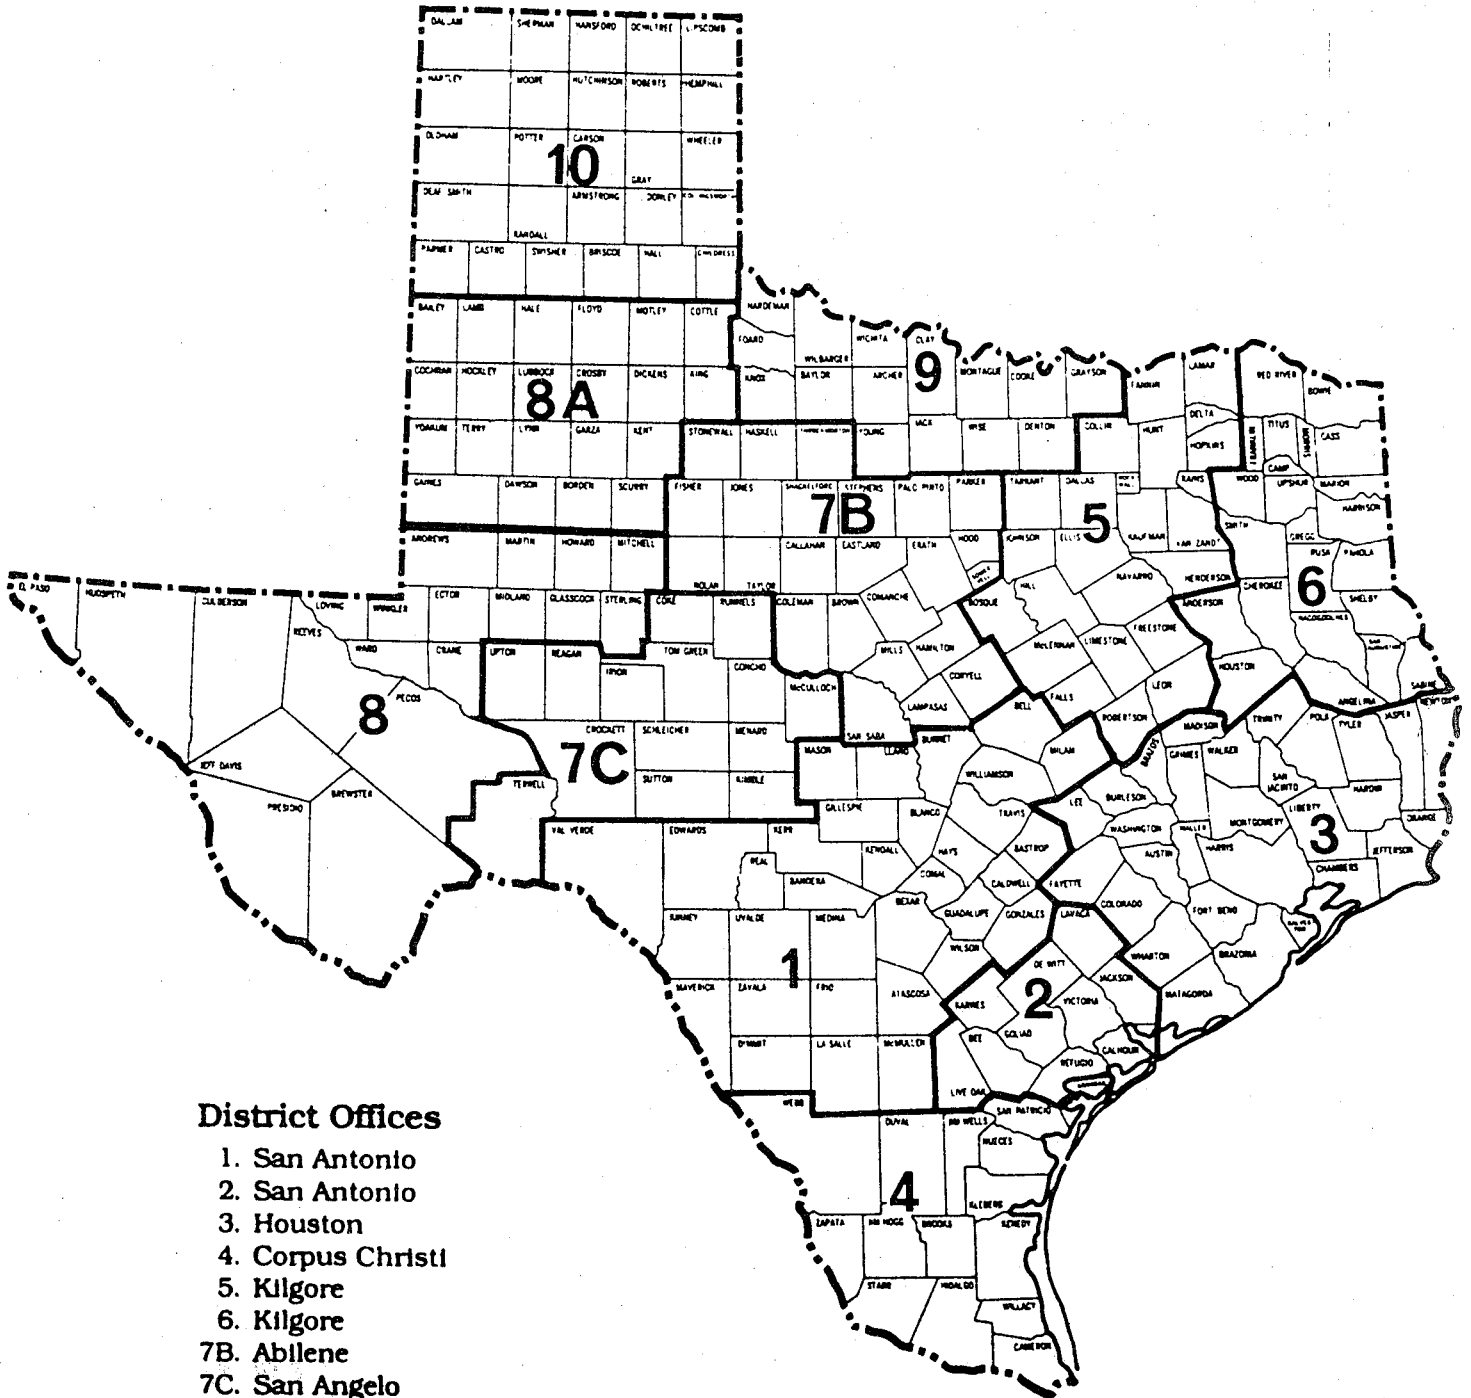 DALLAM SHERMAN HANSFORD OCHILTREE LIPSCOMB
HARTLEY MOORE HUTCHINSON ROBERTS HEMPHILL
OLDHAM POTTER CARSON WHEELER
10
GRAY
DEAF SMITH ARMSTRONG DONLEY
RANDALL
PARMER CASTRO SWISHER BRISCOE HALL CHILDRESS
BAILEY LAMB HALE FLOYD MOTLEY COTTLE HARDEMAN
FOARD WILBARGER WICHITA CLAY
COCHRAN HOCKLEY LUBBOCK CROSBY DICKENS KING KNOX BAYLOR ARCHER 9 MONTAGUE COOKE GRAYSON FANNIN LAMAR RED RIVER BOWIE
8A
YOAKUM TERRY LYNN GARZA KENT STONEWALL HASKELL YOUNG JACK WISE DENTON COLLIN HUNT DELTA HOPKINS FRANKLIN TITUS MORRIS CASS
CAMP
GAINES DAWSON BORDEN SCURRY FISHER JONES SHACKELFORD STEPHENS PALO PINTO PARKER TARRANT DALLAS RAINS WOOD UPSHUR MARION
HARRISON
7B 5
SMITH GREGG
ANDREWS MARTIN HOWARD MITCHELL CALLAHAN EASTLAND ERATH HOOD JOHNSON ELLIS KAUFMAN VAN ZANDT RUSK PANOLA
NOLAN TAYLOR NAVARRO HENDERSON CHEROKEE 6
EL PASO HUDSPETH CULBERSON LOVING WINKLER ECTOR MIDLAND GLASSCOCK STERLING COKE RUNNELS COLEMAN BROWN COMANCHE BOSQUE HILL ANDERSON SHELBY
NACOGDOCHES
REEVES WARD CRANE UPTON REAGAN IRION TOM GREEN CONCHO MILLS HAMILTON McLENNAN LIMESTONE FREESTONE
SAN AUGUSTINE
HOUSTON
PECOS McCULLOCH CORYELL FALLS LEON ANGELINA SABINE
8
LAMPASAS BELL ROBERTSON MADISON TRINITY POLK TYLER JASPER NEWTON
CROCKETT SCHLEICHER MENARD SAN SABA BURNET
7C
MASON LLANO MILAM BRAZOS GRIMES WALKER
JEFF DAVIS TERRELL SUTTON KIMBLE WILLIAMSON SAN JACINTO HARDIN
PRESIDIO BREWSTER GILLESPIE BLANCO TRAVIS LEE BURLESON LIBERTY ORANGE
VAL VERDE EDWARDS KERR WASHINGTON WALLER MONTGOMERY 3
KENDALL HAYS BASTROP AUSTIN HARRIS JEFFERSON
REAL COMAL CHAMBERS
BANDERA CALDWELL FAYETTE
BEXAR COLORADO
KINNEY UVALDE MEDINA GUADALUPE GONZALES LAVACA FORT BEND GALVESTON
WILSON
1 DE WITT WHARTON BRAZORIA
JACKSON
MAVERICK ZAVALA FRIO ATASCOSA KARNES 2 VICTORIA MATAGORDA
DIMMIT LA SALLE McMULLEN BEE GOLIAD CALHOUN
REFUGIO
LIVE OAK
WEBB SAN PATRICIO
DUVAL JIM WELLS
NUECES
4
KLEBERG
ZAPATA JIM HOGG BROOKS KENEDY
STARR HIDALGO
WILLACY
CAMERON
District Offices
1. San Antonio
2. San Antonio
3. Houston
4. Corpus Christi
5. Kilgore
6. Kilgore
7B. Abilene
7C. San Angelo